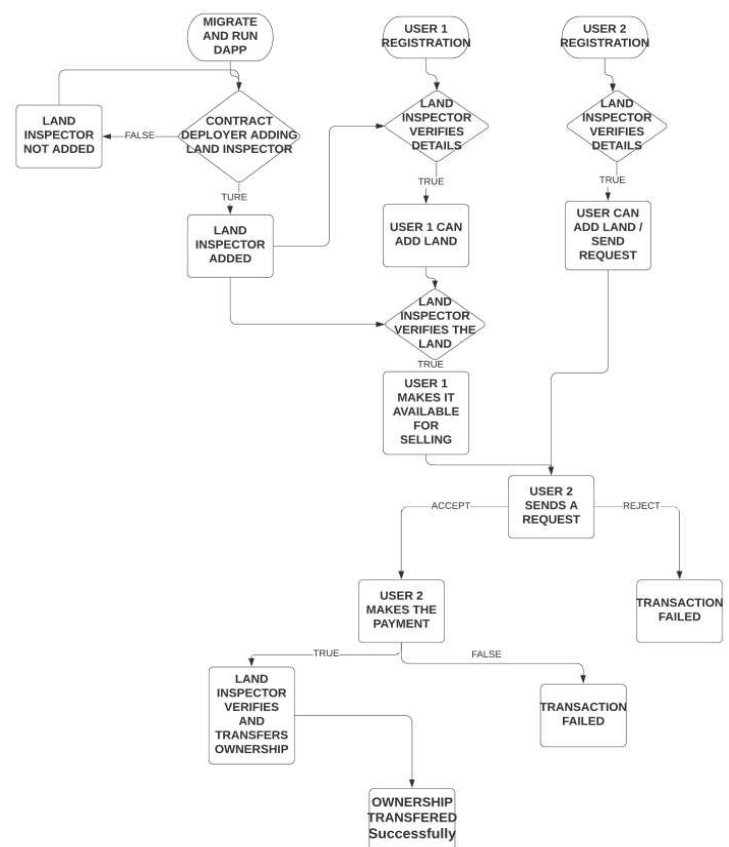 MIGRATE
AND RUN
DAPP
USER 1
REGISTRATION
USER 2
REGISTRATION
LAND
INSPECTOR
NOT ADDED
FALSE
CONTRACT
DEPLOYER ADDING
LAND INSPECTOR
LAND
INSPECTOR
VERIFIES
DETAILS
LAND
INSPECTOR
VERIFIES
DETAILS
TURE
TRUE
TRUE
LAND
INSPECTOR
ADDED
USER 1 CAN
ADD LAND
USER CAN
ADD LAND /
SEND
REQUEST
LAND
INSPECTOR
VERIFIES THE
LAND
TRUE
USER 1
MAKES IT
AVAILABLE
FOR
SELLING
USER 2
SENDS A
REQUEST
ACCEPT
REJECT
USER 2
MAKES THE
PAYMENT
TRANSACTION
FAILED
TRUE
FALSE
LAND
INSPECTOR
VERIFIES
AND
TRANSFERS
OWNERSHIP
TRANSACTION
FAILED
OWNERSHIP
TRANSFERED
Successfully